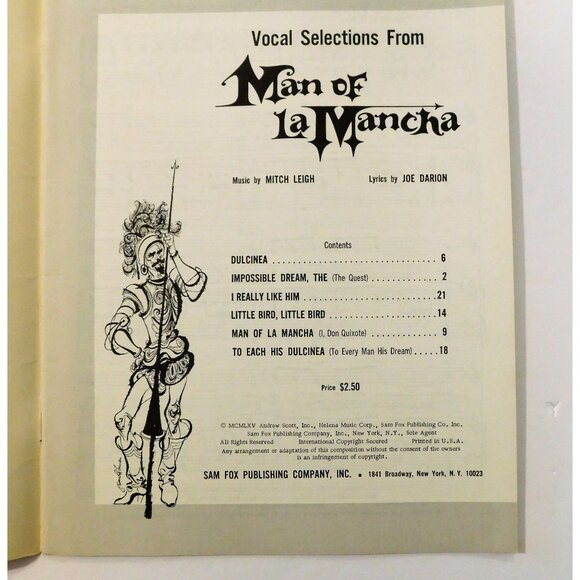 Vocal Selections From
Man of
la Mancha
Music by MITCH LEIGH Lyrics by JOE DARION
Contents
DULCINEA . . . . . . . . . . . . . . . . . . . . . . . . . . . . . . . . 6
IMPOSSIBLE DREAM, THE (The Quest) . . . . . . . . . . . . . . 2
I REALLY LIKE HIM . . . . . . . . . . . . . . . . . . . . . . . . 21
LITTLE BIRD, LITTLE BIRD . . . . . . . . . . . . . . . . . . . 14
MAN OF LA MANCHA (I, Don Quixote) . . . . . . . . . . . . . 9
TO EACH HIS DULCINEA (To Every Man His Dream) . . . . . 18
Price $2.50
© MCMLXV Andrew Scott, Inc., Helena Music Corp., Sam Fox Publishing Co., Inc.
Sam Fox Publishing Company, Inc., New York, N.Y., Sole Agent
All Rights Reserved International Copyright Secured Printed in U.S.A.
Any arrangement or adaptation of this composition without the consent of the owners
is an infringement of copyright.
SAM FOX PUBLISHING COMPANY, INC. ▪ 1841 Broadway, New York, N. Y. 10023